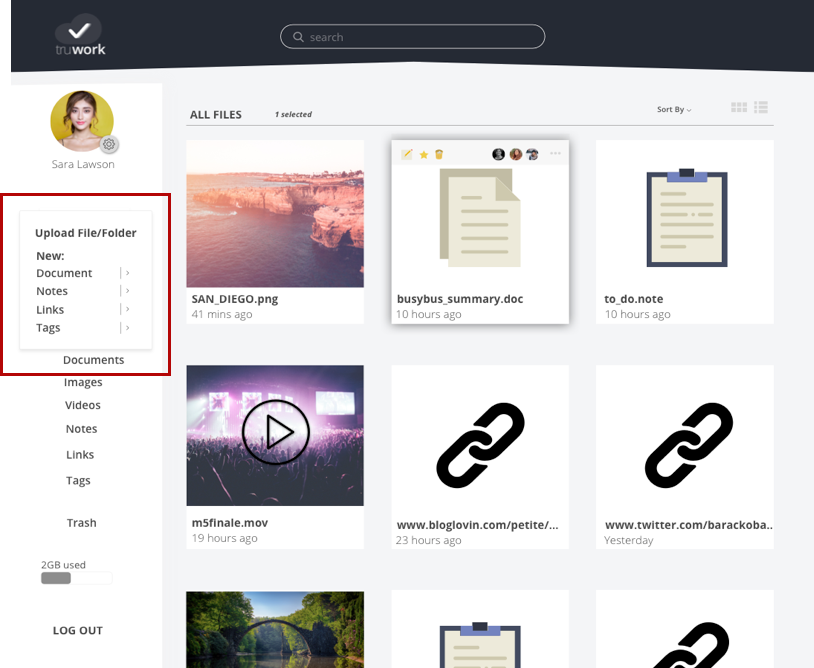 truwork
search
Sara Lawson
Upload File/Folder
New:
Document
Notes
Links
Tags
Documents
Images
Videos
Notes
Links
Tags
Trash
2GB used
LOG OUT
ALL FILES
1 selected
Sort By
SAN_DIEGO.png
41 mins ago
busybus_summary.doc
10 hours ago
to_do.note
10 hours ago
m5finale.mov
19 hours ago
www.bloglovin.com/petite/...
23 hours ago
www.twitter.com/barackoba..
Yesterday